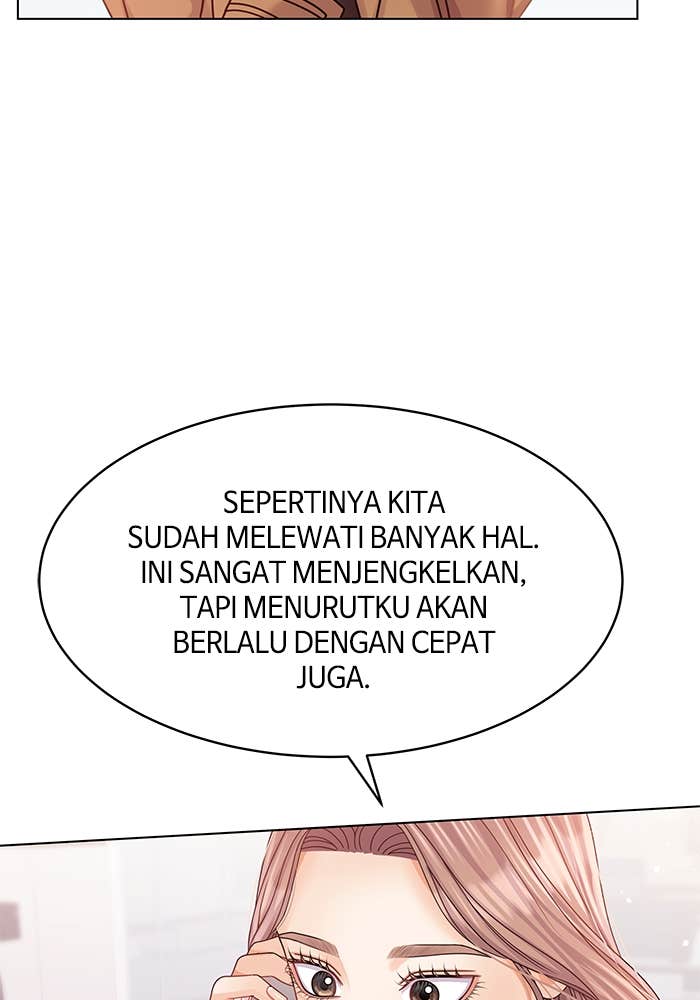 SEPERTINYA KITA
SUDAH MELEWATI BANYAK HAL.
INI SANGAT MENJENGKELKAN,
TAPI MENURUTKU AKAN
BERLALU DENGAN CEPAT
JUGA.